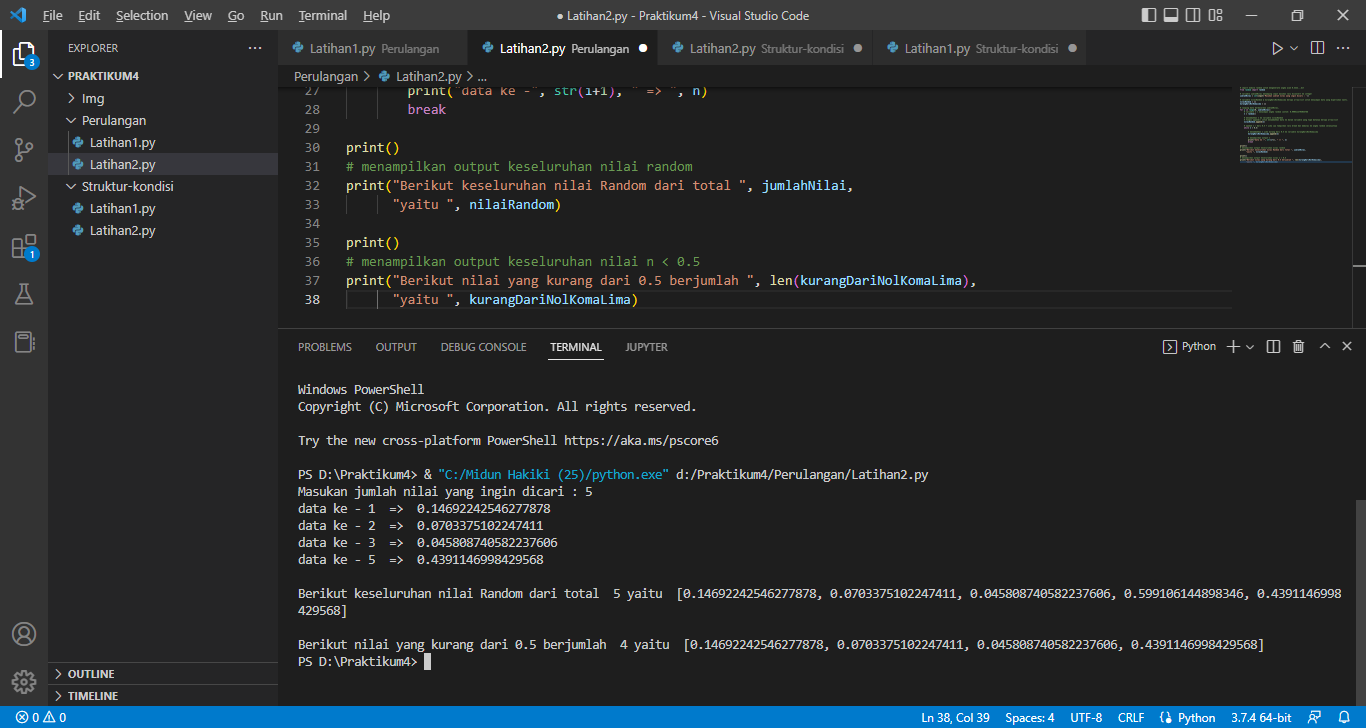 File Edit Selection View Go Run Terminal Help ● Latihan2.py - Praktikum4 - Visual Studio Code
EXPLORER ...
Latihan1.py Perulangan Latihan2.py Perulangan ● Latihan2.py Struktur-kondisi ● Latihan1.py Struktur-kondisi ●
3
PRAKTIKUM4
Img
Perulangan
Latihan1.py
Latihan2.py
Struktur-kondisi
Latihan1.py
Latihan2.py
1
OUTLINE
TIMELINE
Perulangan > Latihan2.py > ...
27 print("data ke -", str(i+1), " => ", n)
28 break
29
30 print()
31 # menampilkan output keseluruhan nilai random
32 print("Berikut keseluruhan nilai Random dari total ", jumlahNilai,
33 "yaitu ", nilaiRandom)
34
35 print()
36 # menampilkan output keseluruhan nilai n < 0.5
37 print("Berikut nilai yang kurang dari 0.5 berjumlah ", len(kurangDariNolKomaLima),
38 "yaitu ", kurangDariNolKomaLima)
PROBLEMS OUTPUT DEBUG CONSOLE TERMINAL JUPYTER Python
Windows PowerShell
Copyright (C) Microsoft Corporation. All rights reserved.
Try the new cross-platform PowerShell https://aka.ms/pscore6
PS D:\Praktikum4> & "C:/Midun Hakiki (25)/python.exe" d:/Praktikum4/Perulangan/Latihan2.py
Masukan jumlah nilai yang ingin dicari : 5
data ke - 1 => 0.14692242546277878
data ke - 2 => 0.0703375102247411
data ke - 3 => 0.045808740582237606
data ke - 5 => 0.4391146998429568
Berikut keseluruhan nilai Random dari total  5 yaitu  [0.14692242546277878, 0.0703375102247411, 0.045808740582237606, 0.599106144898346, 0.4391146998
429568]
Berikut nilai yang kurang dari 0.5 berjumlah  4 yaitu  [0.14692242546277878, 0.0703375102247411, 0.045808740582237606, 0.4391146998429568]
PS D:\Praktikum4>
0 0 Ln 38, Col 39 Spaces: 4 UTF-8 CRLF Python 3.7.4 64-bit